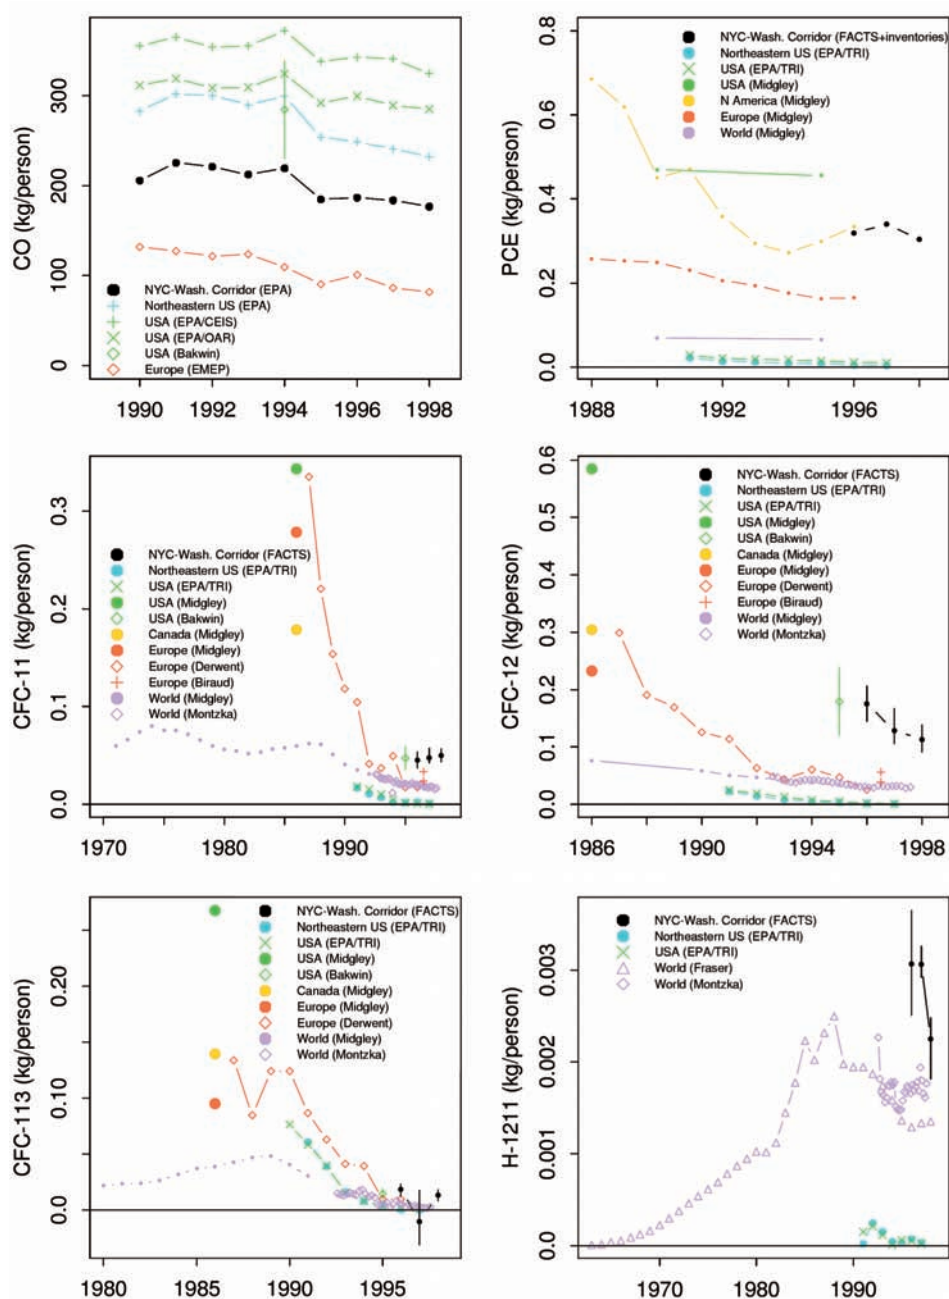 CO (kg/person)
300
200
100
0
NYC-Wash. Corridor (EPA)
Northeastern US (EPA)
USA (EPA/CEIS)
USA (EPA/OAR)
USA (Bakwin)
Europe (EMEP)
1990 1992 1994 1996 1998
PCE (kg/person)
0.8
0.6
0.4
0.2
0.0
NYC-Wash. Corridor (FACTS+inventories)
Northeastern US (EPA/TRI)
USA (EPA/TRI)
USA (Midgley)
N America (Midgley)
Europe (Midgley)
World (Midgley)
1988 1992 1996
CFC-11 (kg/person)
0.3
0.2
0.1
0.0
NYC-Wash. Corridor (FACTS)
Northeastern US (EPA/TRI)
USA (EPA/TRI)
USA (Midgley)
USA (Bakwin)
Canada (Midgley)
Europe (Midgley)
Europe (Derwent)
Europe (Biraud)
World (Midgley)
World (Montzka)
1970 1980 1990
CFC-12 (kg/person)
0.6
0.5
0.4
0.3
0.2
0.1
0.0
NYC-Wash. Corridor (FACTS)
Northeastern US (EPA/TRI)
USA (EPA/TRI)
USA (Midgley)
USA (Bakwin)
Canada (Midgley)
Europe (Midgley)
Europe (Derwent)
Europe (Biraud)
World (Midgley)
World (Montzka)
1986 1990 1994 1998
CFC-113 (kg/person)
0.20
0.10
0.0
NYC-Wash. Corridor (FACTS)
Northeastern US (EPA/TRI)
USA (EPA/TRI)
USA (Midgley)
USA (Bakwin)
Canada (Midgley)
Europe (Midgley)
Europe (Derwent)
World (Midgley)
World (Montzka)
1980 1985 1990 1995
H-1211 (kg/person)
0.003
0.002
0.001
0.0
NYC-Wash. Corridor (FACTS)
Northeastern US (EPA/TRI)
USA (EPA/TRI)
World (Fraser)
World (Montzka)
1970 1980 1990